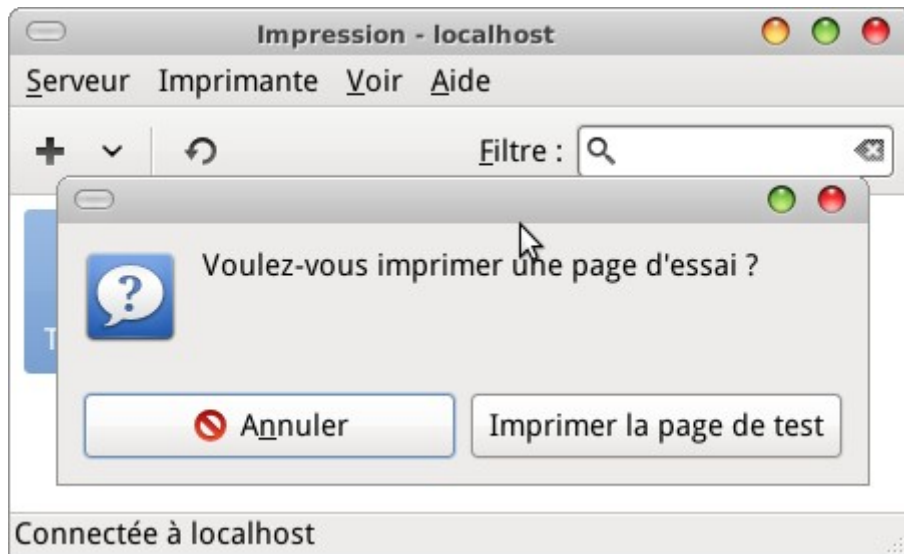 Impression - localhost
Serveur Imprimante Voir Aide
Filtre :
Voulez-vous imprimer une page d'essai ?
T
Annuler Imprimer la page de test
Connectée à localhost